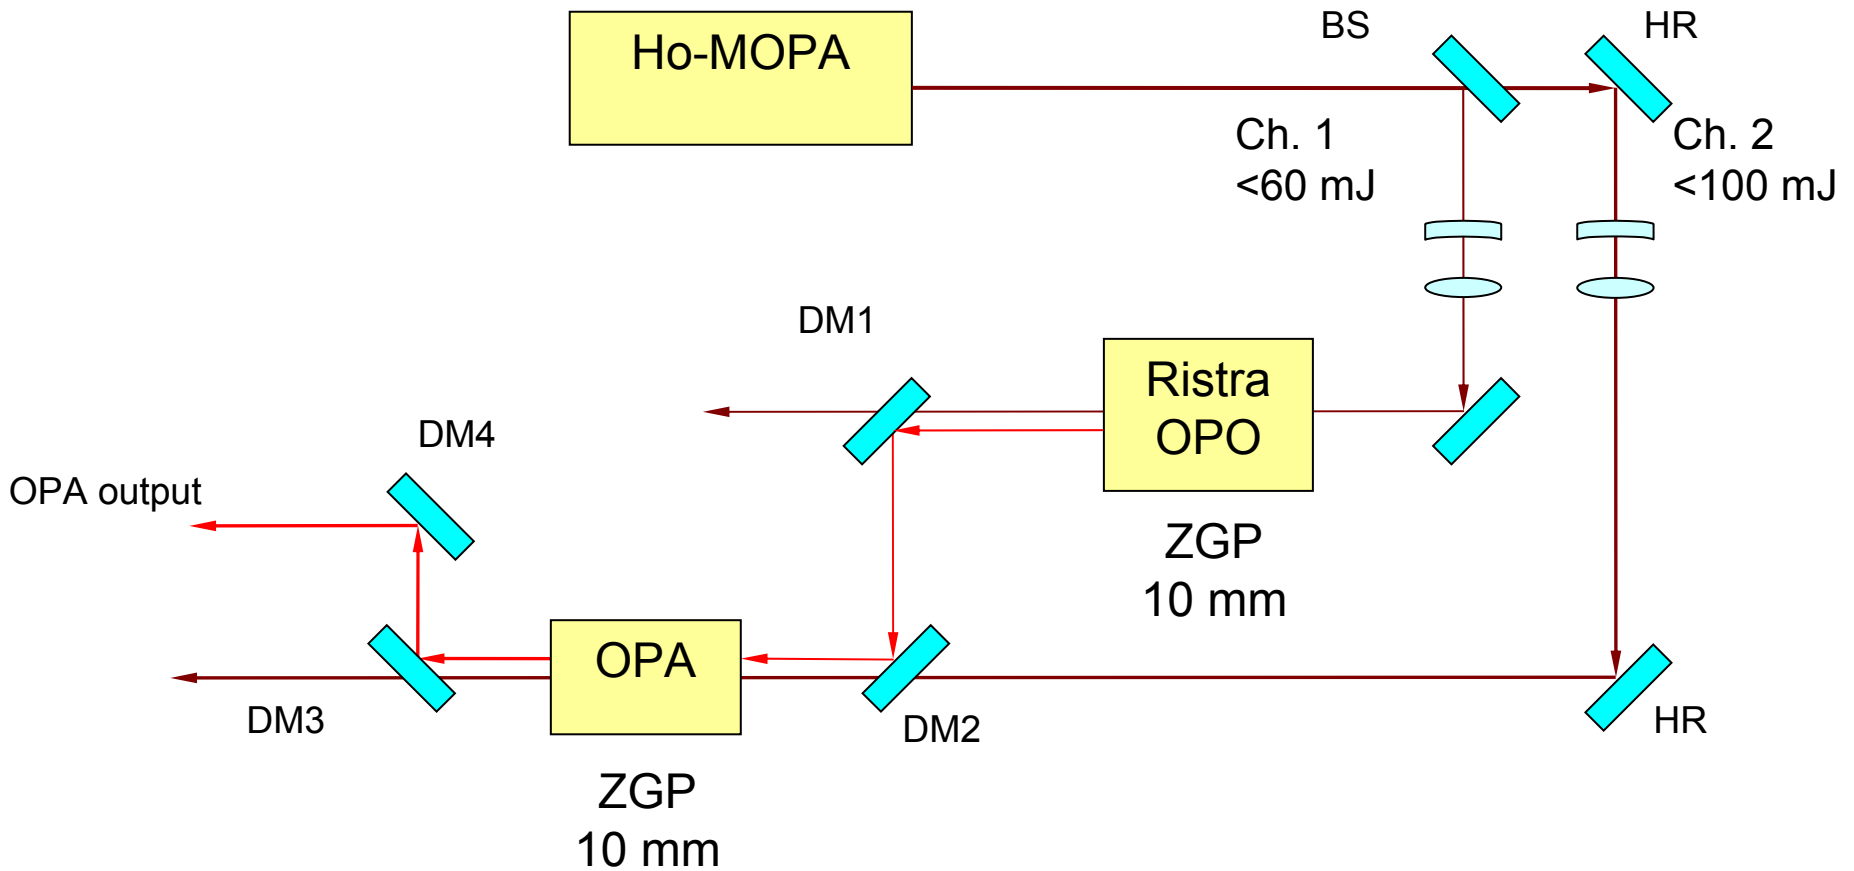 BS
HR
Ho-MOPA
Ch. 1
<60 mJ
Ch. 2
<100 mJ
DM1
Ristra
OPO
DM4
OPA output
ZGP
10 mm
OPA
DM3
DM2
HR
ZGP
10 mm